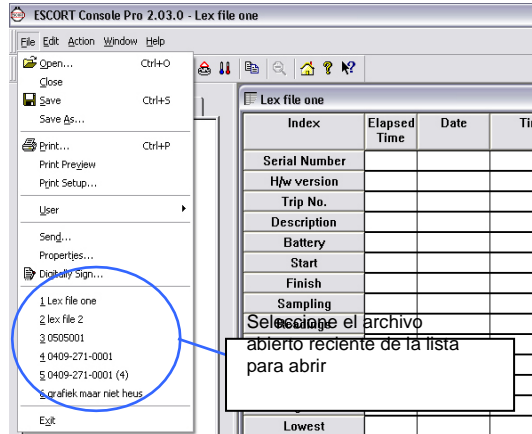 ESCORT Console Pro 2.03.0 - Lex file one
File Edit Action Window Help
Open... Ctrl+O
Close
Save Ctrl+S
Save As...
Print... Ctrl+P
Print Preview
Print Setup...
User
Send...
Properties...
Digitally Sign...
1 Lex file one
2 lex file 2
3 0505001
4 0409-271-0001
5 0409-271-0001 (4)
6 grafiek maar niet heus
Exit
Lex file one
Index Elapsed Time Date
Serial Number
H/w version
Trip No.
Description
Battery
Start
Finish
Sampling
Readings
Seleccione el archivo
abierto reciente de la lista
para abrir
Lowest